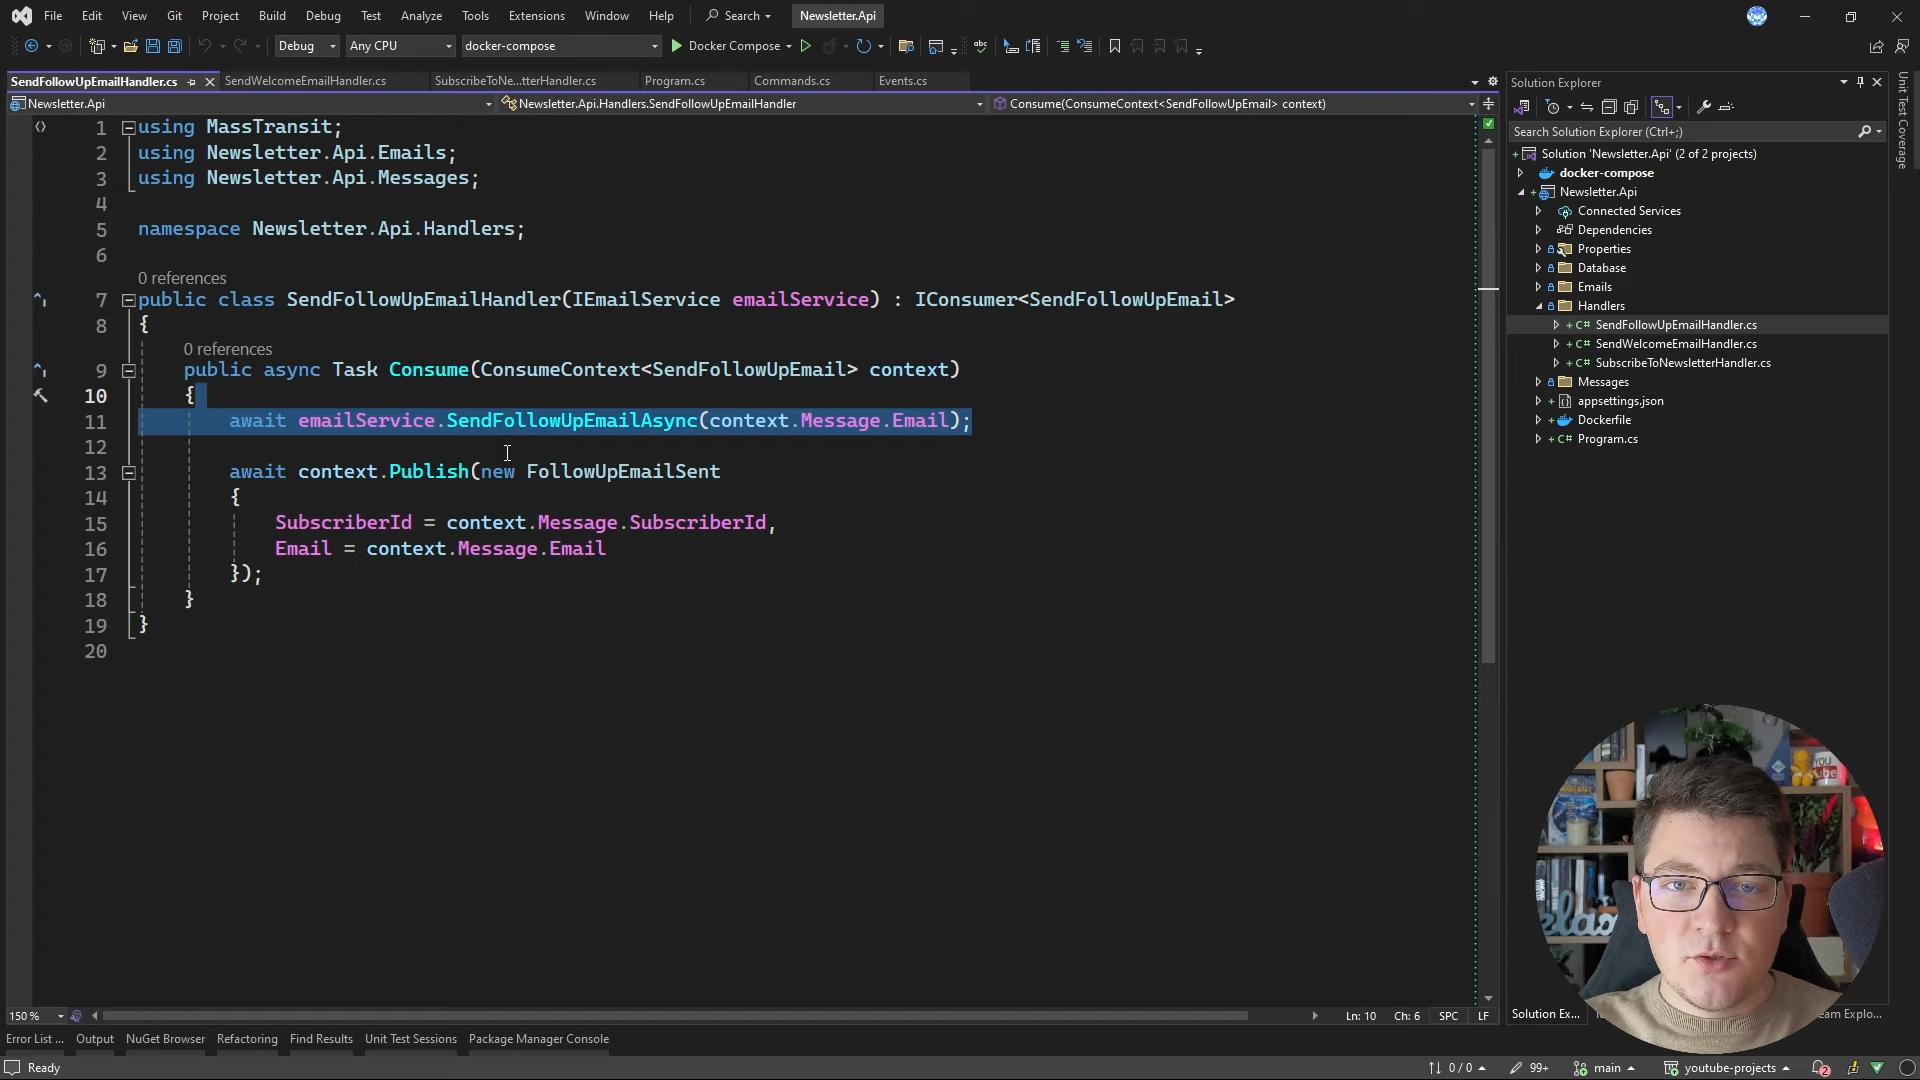 File Edit View Git Project Build Debug Test Analyze Tools Extensions Window Help Search Newsletter.Api
Debug Any CPU docker-compose Docker Compose
SendFollowUpEmailHandler.cs SendWelcomeEmailHandler.cs SubscribeToNe...tterHandler.cs Program.cs Commands.cs Events.cs
Newsletter.Api Newsletter.Api.Handlers.SendFollowUpEmailHandler Consume(ConsumeContext<SendFollowUpEmail> context)
1 using MassTransit;
2 using Newsletter.Api.Emails;
3 using Newsletter.Api.Messages;
4
5 namespace Newsletter.Api.Handlers;
6
0 references
7 public class SendFollowUpEmailHandler(IEmailService emailService) : IConsumer<SendFollowUpEmail>
8 {
0 references
9 public async Task Consume(ConsumeContext<SendFollowUpEmail> context)
10 {
11 await emailService.SendFollowUpEmailAsync(context.Message.Email);
12
13 await context.Publish(new FollowUpEmailSent
14 {
15 SubscriberId = context.Message.SubscriberId,
16 Email = context.Message.Email
17 });
18 }
19 }
20
Solution Explorer
Search Solution Explorer (Ctrl+;)
Solution 'Newsletter.Api' (2 of 2 projects)
docker-compose
Newsletter.Api
Connected Services
Dependencies
Properties
Database
Emails
Handlers
C# SendFollowUpEmailHandler.cs
C# SendWelcomeEmailHandler.cs
C# SubscribeToNewsletterHandler.cs
Messages
appsettings.json
Dockerfile
C# Program.cs
Unit Test Coverage
YOU
relax
150 % Ln: 10 Ch: 6 SPC LF
Solution Ex... eam Explo...
Error List ... Output NuGet Browser Refactoring Find Results Unit Test Sessions Package Manager Console
Ready 0 / 0 99+ main youtube-projects 2